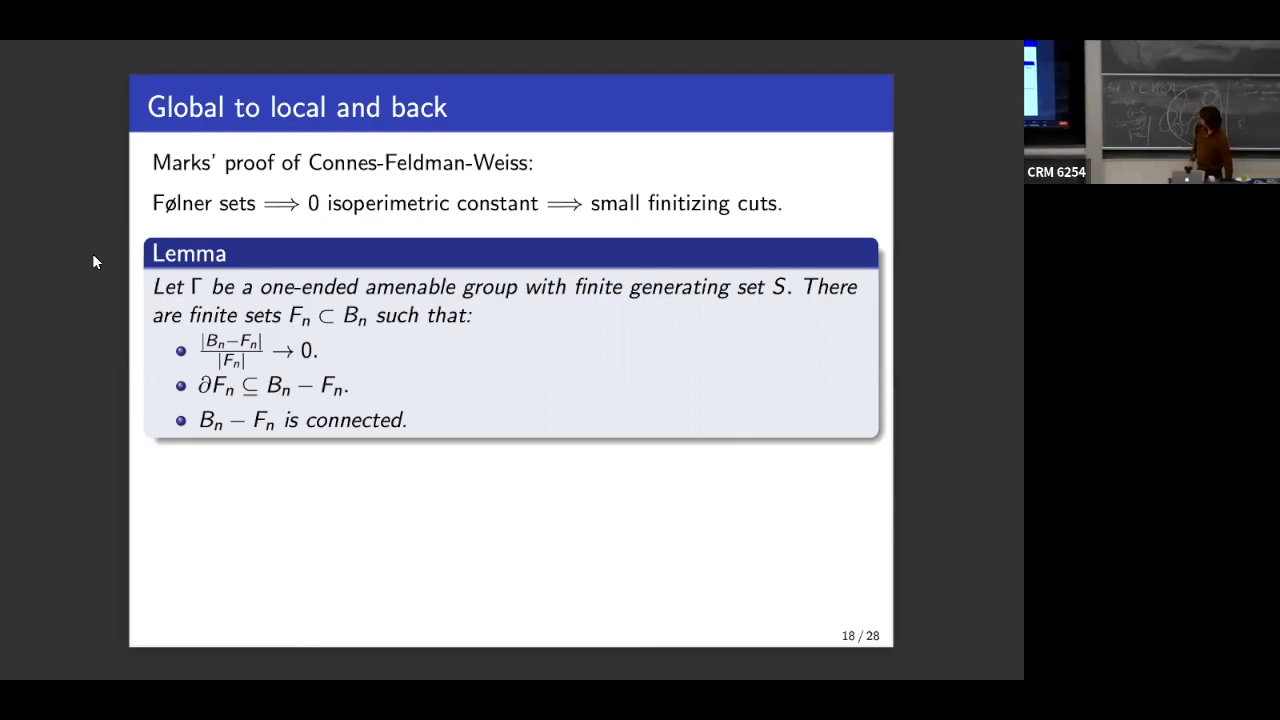 Global to local and back
Marks' proof of Connes-Feldman-Weiss:
Følner sets ⟹ 0 isoperimetric constant ⟹ small finitizing cuts.
Lemma
Let Γ be a one-ended amenable group with finite generating set S. There
are finite sets Fₙ ⊂ Bₙ such that:
|Bₙ−Fₙ| / |Fₙ| → 0.
∂Fₙ ⊆ Bₙ − Fₙ.
Bₙ − Fₙ is connected.
18 / 28
CRM 6254